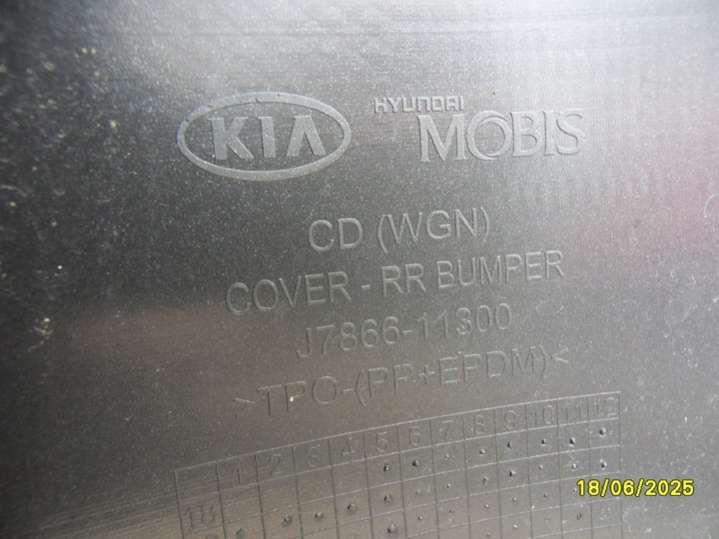 KIA HYUNDAI MOBIS
CD (WGN)
COVER - RR BUMPER
J7866-11300
>TPO-(PP+EPDM)<
1 2 3 4 5 6 7 8 9 10 11 12
18
18/06/2025